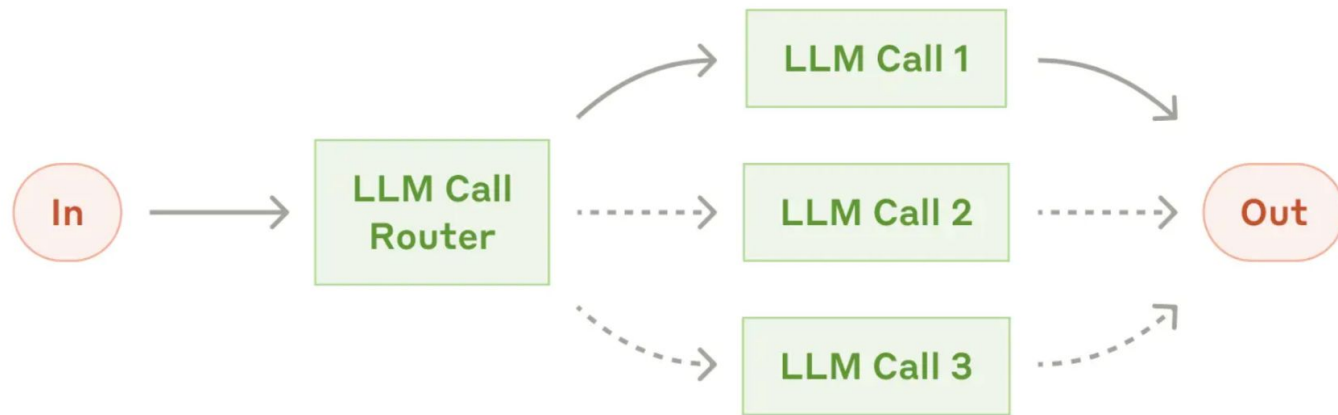 In
LLM Call
Router
LLM Call 1
LLM Call 2
LLM Call 3
Out